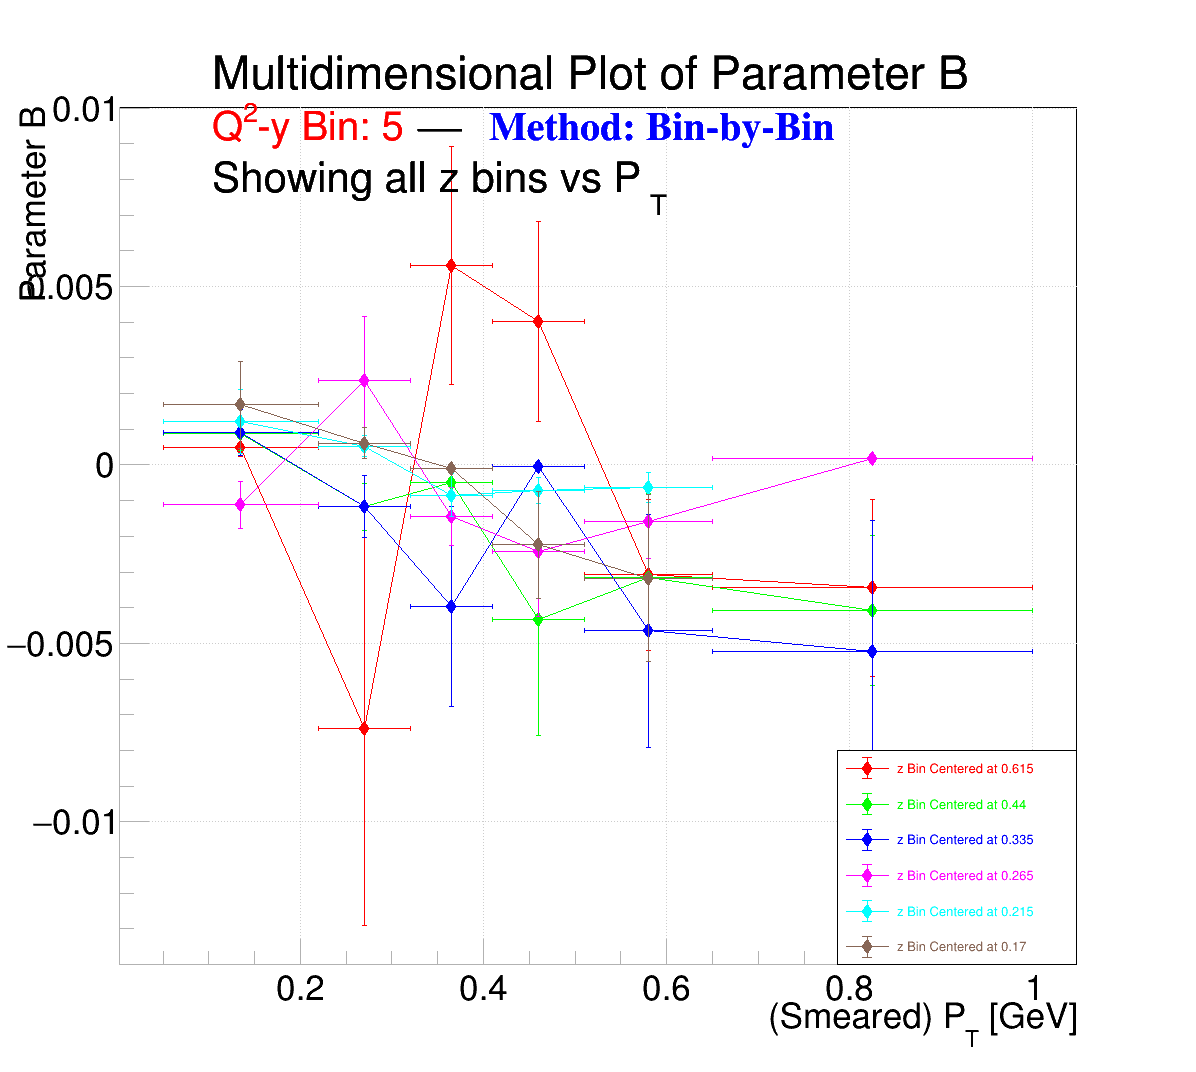 Multidimensional Plot of Parameter B
Q²-y Bin: 5 — Method: Bin-by-Bin
Showing all z bins vs P_T
Parameter B
0.01
0.005
0
−0.005
−0.01
z Bin Centered at 0.615
z Bin Centered at 0.44
z Bin Centered at 0.335
z Bin Centered at 0.265
z Bin Centered at 0.215
z Bin Centered at 0.17
0.2 0.4 0.6 0.8 1
(Smeared) P_T [GeV]